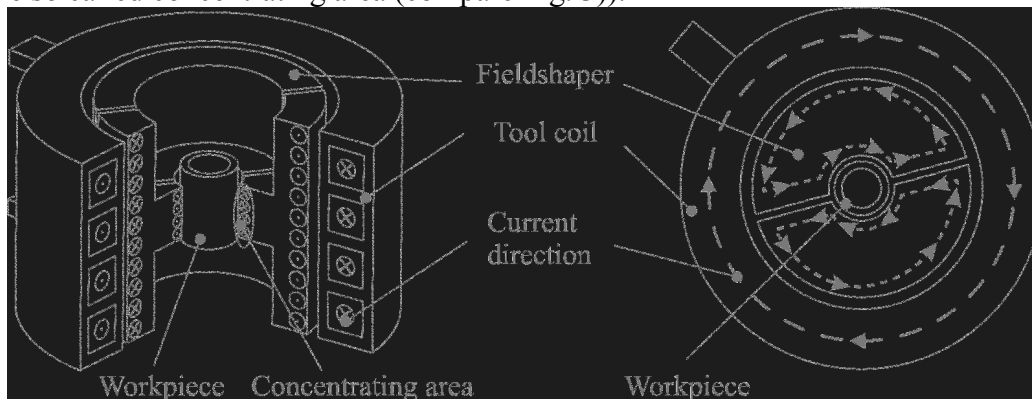 Fieldshaper
Tool coil
Current
direction
Workpiece
Concentrating area
Workpiece